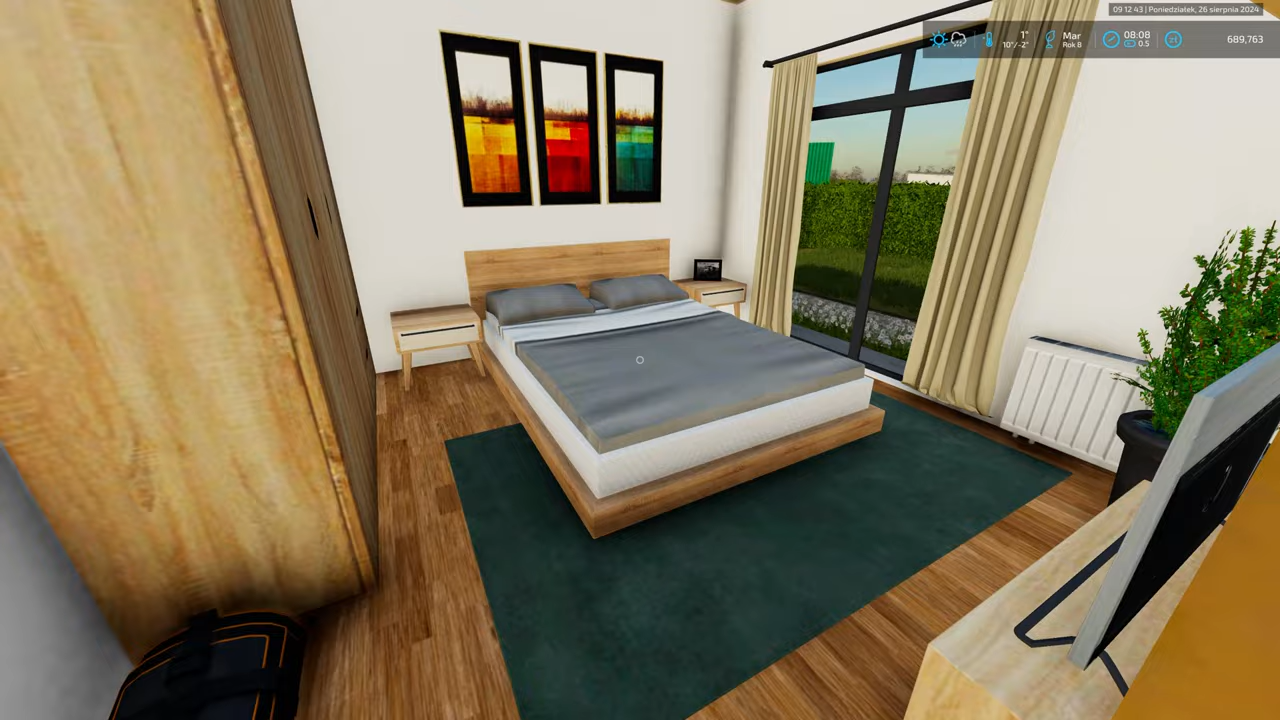 09 12 43 | Poniedziałek, 26 sierpnia 2024
1°
10°/-2°
Mar
Rok 8
08:08
0.5
zł
689,763